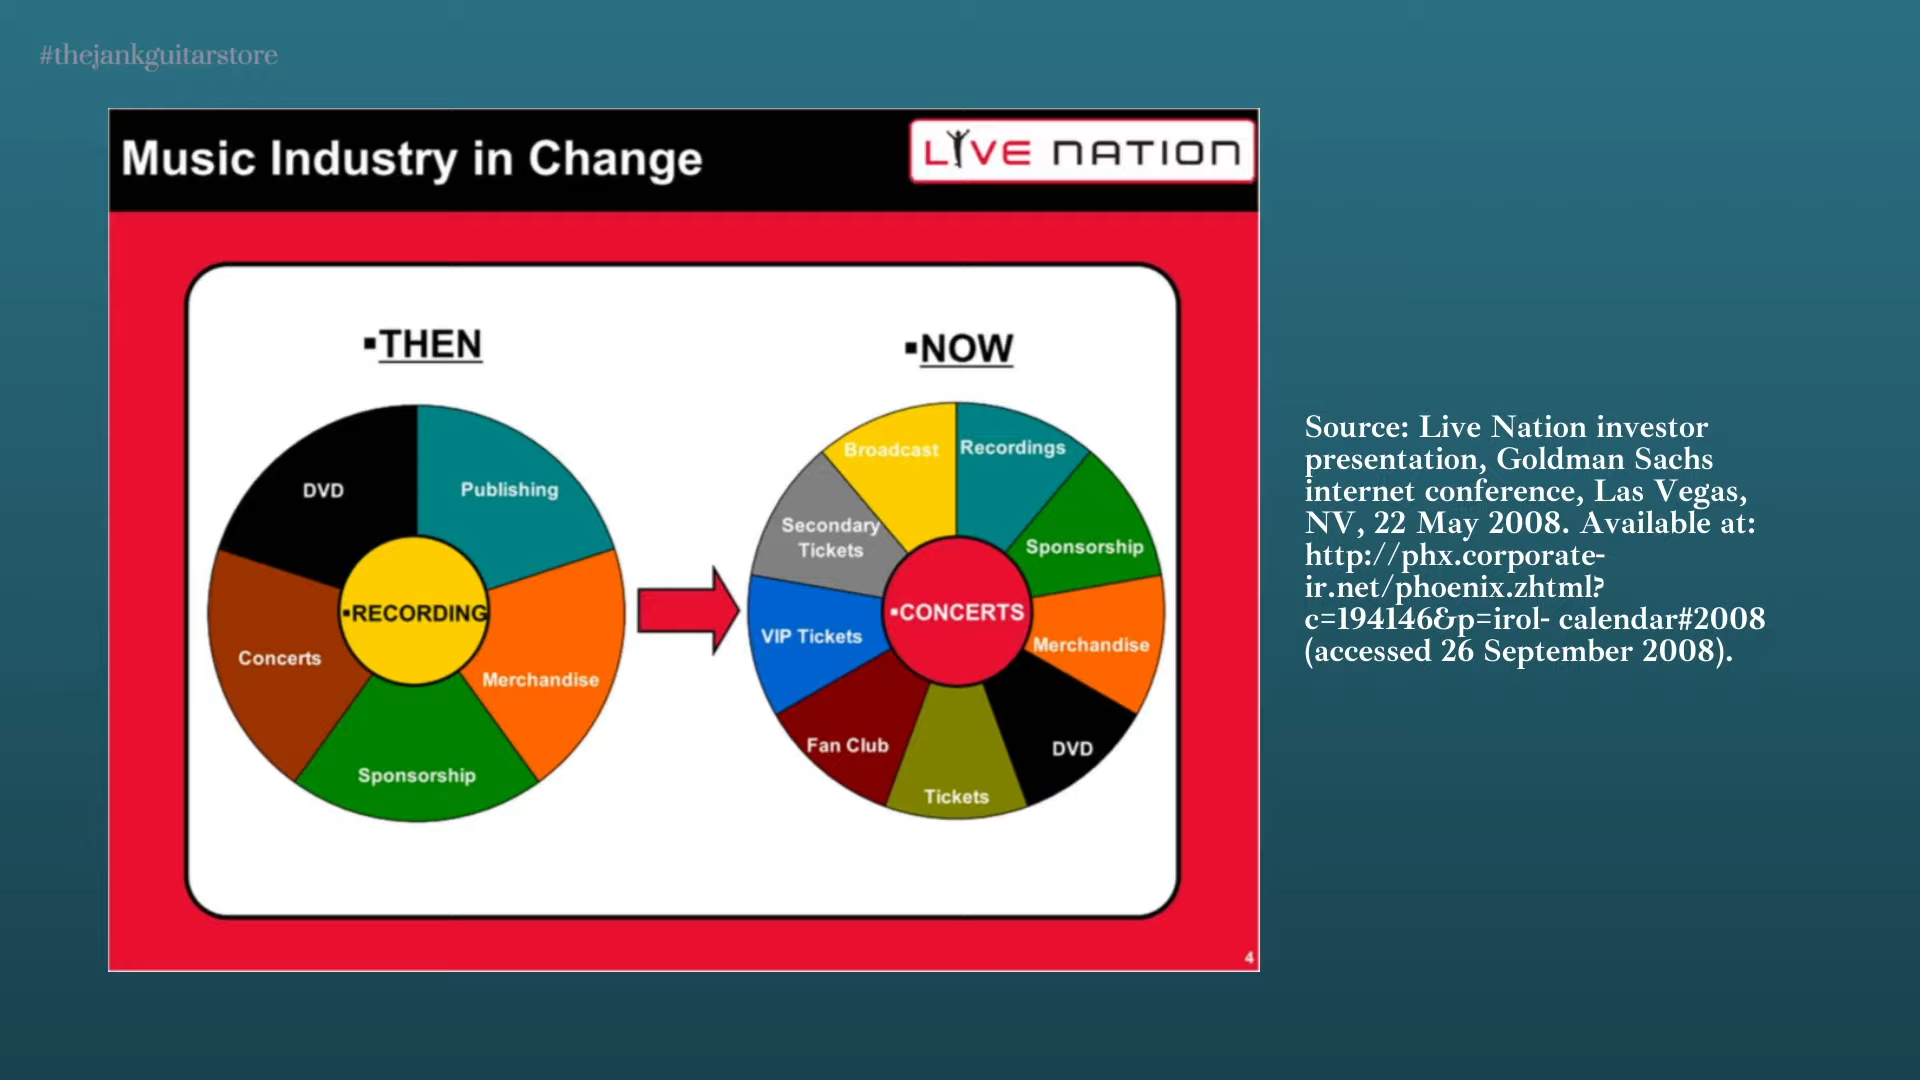 #thejankguitarstore
Music Industry in Change
LIVE NATION
▪THEN
▪NOW
DVD
Publishing
▪RECORDING
Concerts
Merchandise
Sponsorship
Broadcast
Recordings
Secondary
Tickets
Sponsorship
▪CONCERTS
VIP Tickets
Merchandise
Fan Club
DVD
Tickets
4
Source: Live Nation investor
presentation, Goldman Sachs
internet conference, Las Vegas,
NV, 22 May 2008. Available at:
http://phx.corporate-
ir.net/phoenix.zhtml?
c=194146&p=irol- calendar#2008
(accessed 26 September 2008).